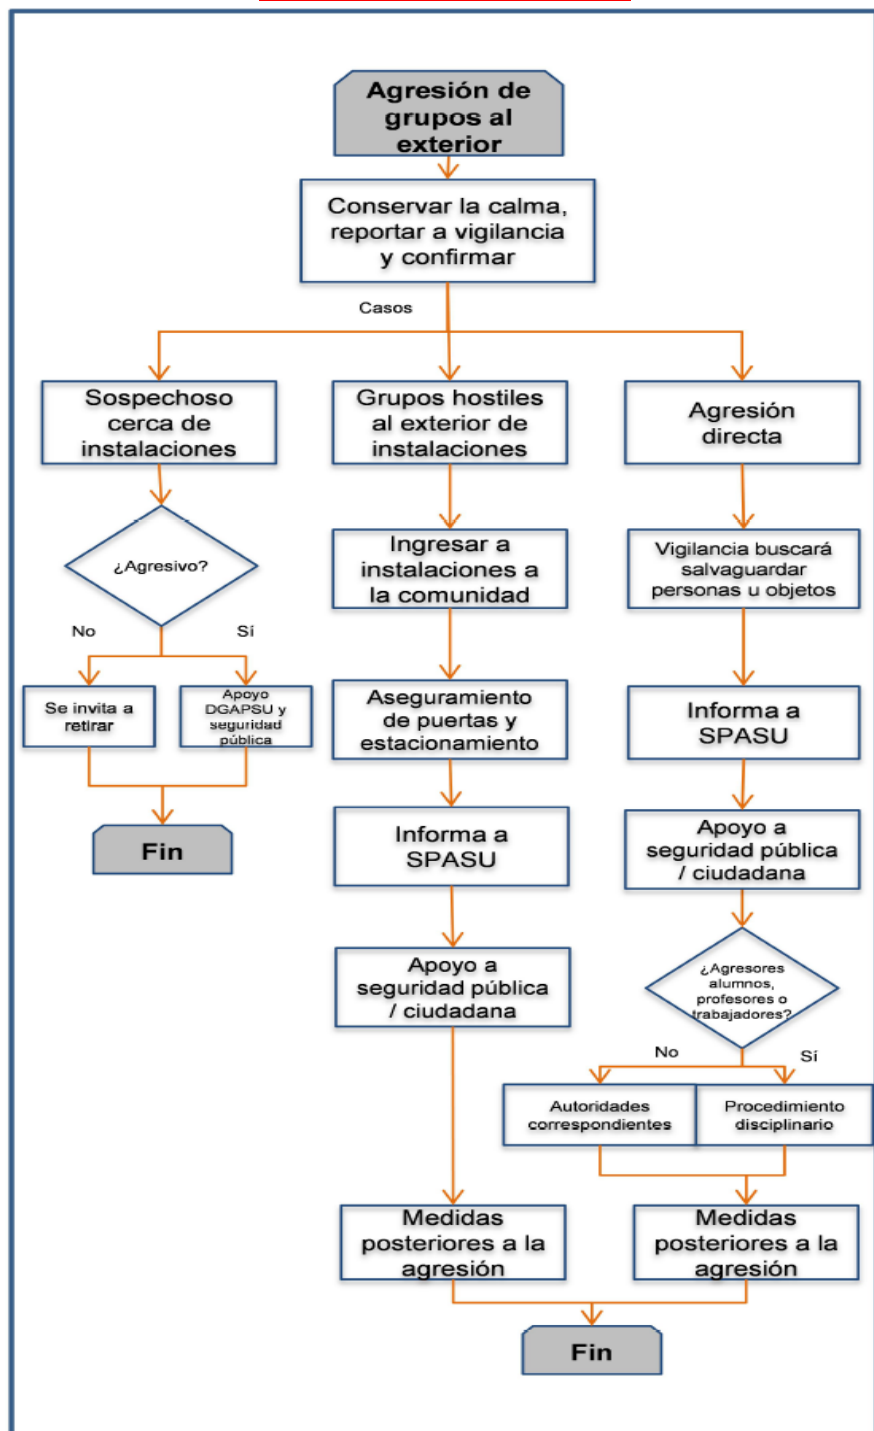 Agresión de
grupos al
exterior
Conservar la calma,
reportar a vigilancia
y confirmar
Casos
Sospechoso
cerca de
instalaciones
¿Agresivo?
No
Sí
Se invita a
retirar
Apoyo
DGAPSU y
seguridad
pública
Fin
Grupos hostiles
al exterior de
instalaciones
Ingresar a
instalaciones a
la comunidad
Aseguramiento
de puertas y
estacionamiento
Informa a
SPASU
Apoyo a
seguridad pública
/ ciudadana
Medidas
posteriores a la
agresión
Agresión
directa
Vigilancia buscará
salvaguardar
personas u objetos
Informa a
SPASU
Apoyo a
seguridad pública
/ ciudadana
¿Agresores
alumnos,
profesores o
trabajadores?
No
Sí
Autoridades
correspondientes
Procedimiento
disciplinario
Medidas
posteriores a la
agresión
Fin